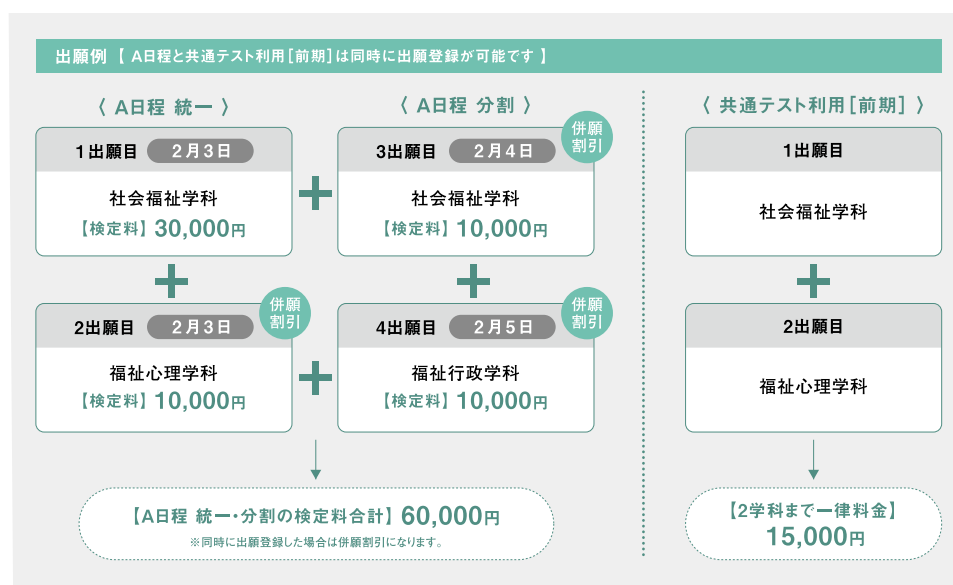 出願例【 A日程と共通テスト利用［前期］は同時に出願登録が可能です 】
〈 A日程 統一 〉
1出願目 2月3日
社会福祉学科
【検定料】30,000円
2出願目 2月3日
併願
割引
福祉心理学科
【検定料】10,000円
〈 A日程 分割 〉
3出願目 2月4日
併願
割引
社会福祉学科
【検定料】10,000円
4出願目 2月5日
併願
割引
福祉行政学科
【検定料】10,000円
【A日程 統一・分割の検定料合計】60,000円
※同時に出願登録した場合は併願割引になります。
〈 共通テスト利用［前期］ 〉
1出願目
社会福祉学科
2出願目
福祉心理学科
【2学科まで一律料金】
15,000円